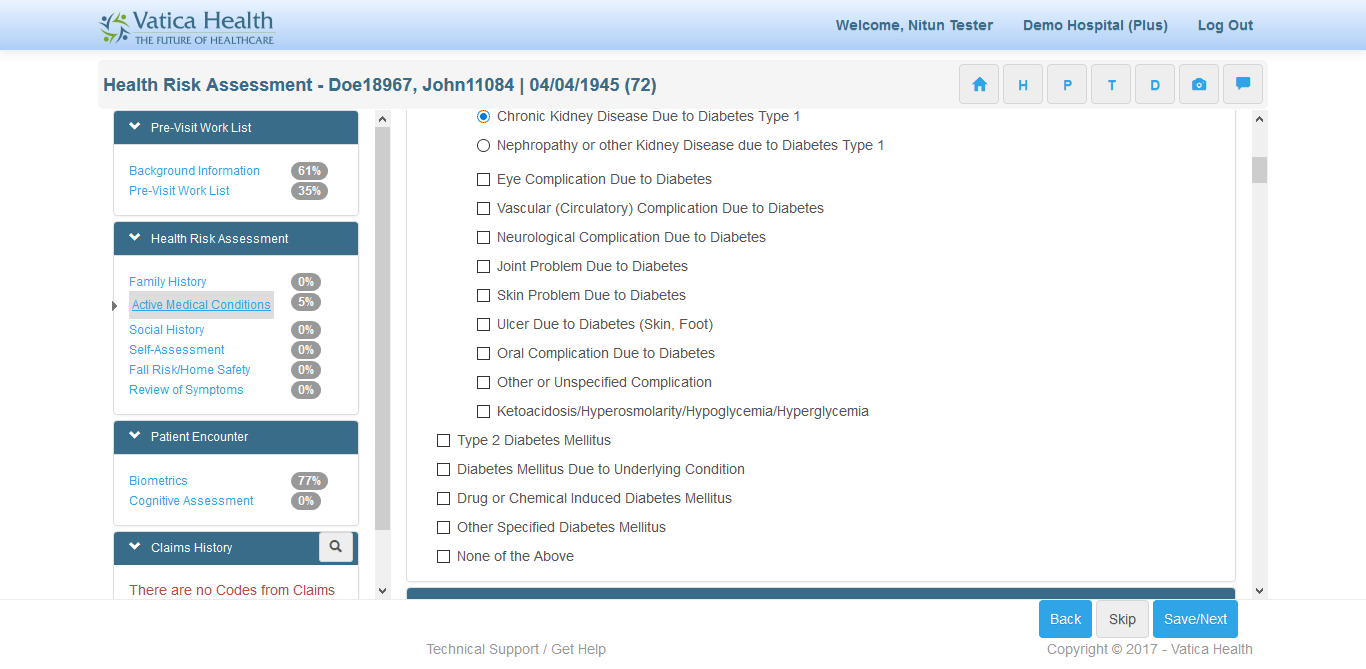 Vatica Health
THE FUTURE OF HEALTHCARE
Welcome, Nitun Tester
Demo Hospital (Plus)
Log Out
Health Risk Assessment - Doe18967, John11084 | 04/04/1945 (72)
H
P
T
D
Pre-Visit Work List
Background Information 61%
Pre-Visit Work List 35%
Health Risk Assessment
Family History 0%
Active Medical Conditions 5%
Social History 0%
Self-Assessment 0%
Fall Risk/Home Safety 0%
Review of Symptoms 0%
Patient Encounter
Biometrics 77%
Cognitive Assessment 0%
Claims History
There are no Codes from Claims
Chronic Kidney Disease Due to Diabetes Type 1
Nephropathy or other Kidney Disease due to Diabetes Type 1
Eye Complication Due to Diabetes
Vascular (Circulatory) Complication Due to Diabetes
Neurological Complication Due to Diabetes
Joint Problem Due to Diabetes
Skin Problem Due to Diabetes
Ulcer Due to Diabetes (Skin, Foot)
Oral Complication Due to Diabetes
Other or Unspecified Complication
Ketoacidosis/Hyperosmolarity/Hypoglycemia/Hyperglycemia
Type 2 Diabetes Mellitus
Diabetes Mellitus Due to Underlying Condition
Drug or Chemical Induced Diabetes Mellitus
Other Specified Diabetes Mellitus
None of the Above
Back
Skip
Save/Next
Technical Support / Get Help
Copyright © 2017 - Vatica Health